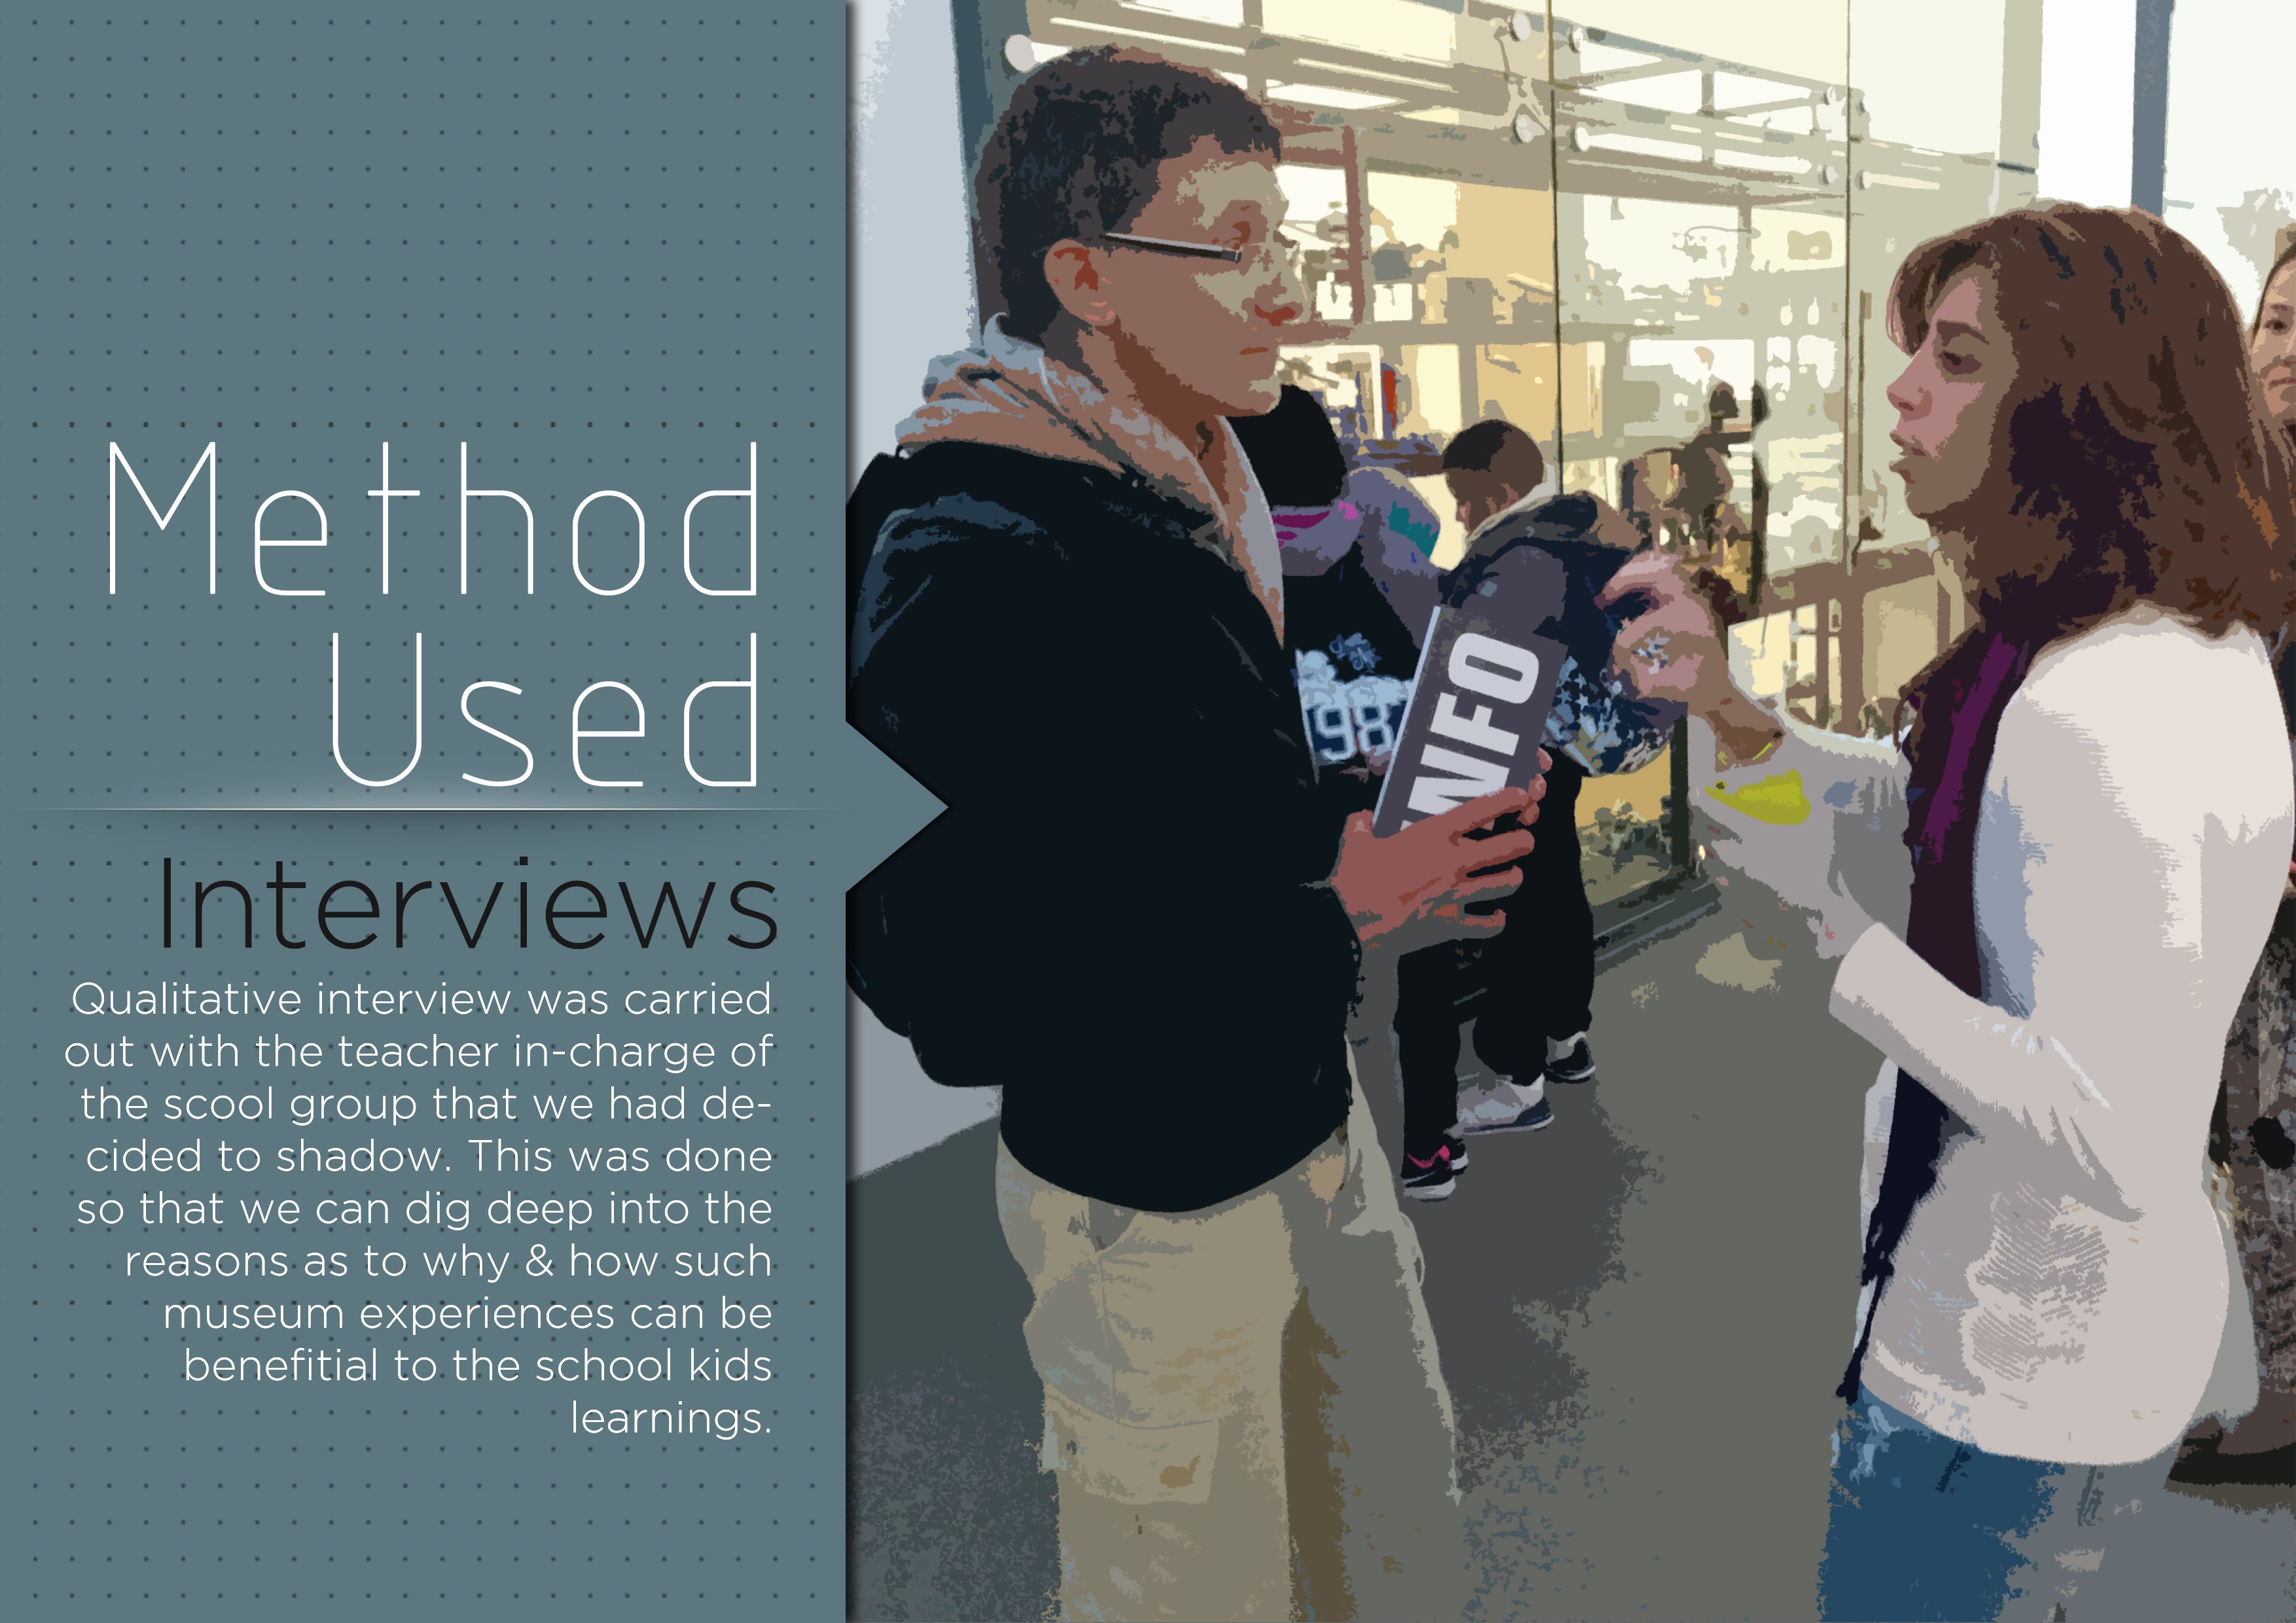 Method
Used
Interviews
Qualitative interview was carried
out with the teacher in-charge of
the scool group that we had de-
cided to shadow. This was done
so that we can dig deep into the
reasons as to why & how such
museum experiences can be
benefitial to the school kids
learnings.
NFO
98